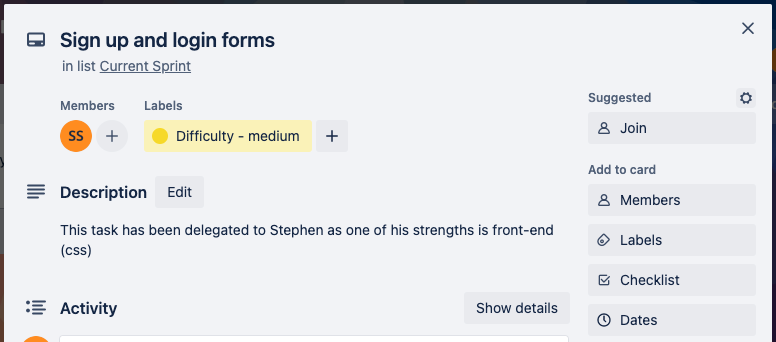 Sign up and login forms
in list Current Sprint
Members
Labels
SS
Difficulty - medium
Description
Edit
This task has been delegated to Stephen as one of his strengths is front-end
(css)
Activity
Show details
Suggested
Join
Add to card
Members
Labels
Checklist
Dates